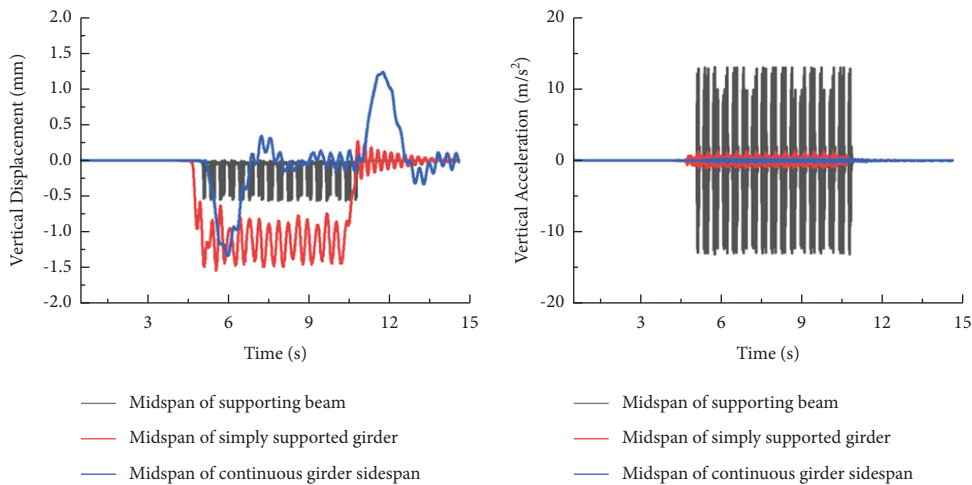 2.0
1.5
1.0
0.5
0.0
-0.5
-1.0
-1.5
-2.0
Vertical Displacement (mm)
3 6 9 12 15
Time (s)
Midspan of supporting beam
Midspan of simply supported girder
Midspan of continuous girder sidespan
20
10
0
-10
-20
Vertical Acceleration (m/s²)
3 6 9 12 15
Time (s)
Midspan of supporting beam
Midspan of simply supported girder
Midspan of continuous girder sidespan